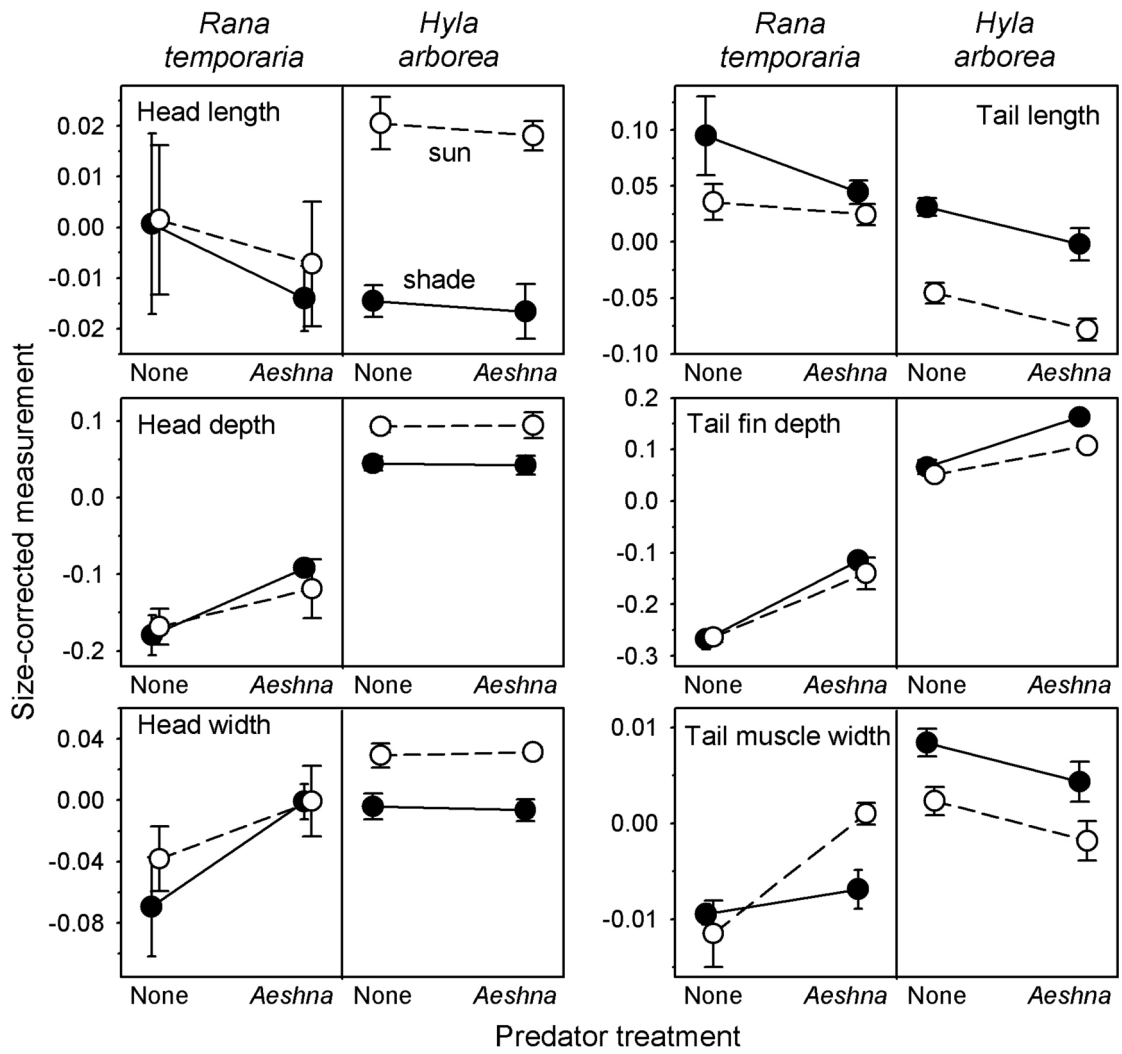 Rana temporaria
Hyla arborea
Rana temporaria
Hyla arborea
Size-corrected measurement
Head length
sun
shade
0.02
0.01
0.00
-0.01
-0.02
None Aeshna None Aeshna
Tail length
0.10
0.05
0.00
-0.05
-0.10
None Aeshna None Aeshna
Head depth
0.1
0.0
-0.1
-0.2
None Aeshna None Aeshna
Tail fin depth
0.2
0.1
0.0
-0.1
-0.2
-0.3
None Aeshna None Aeshna
Head width
0.04
0.00
-0.04
-0.08
None Aeshna None Aeshna
Tail muscle width
0.01
0.00
-0.01
None Aeshna None Aeshna
Predator treatment